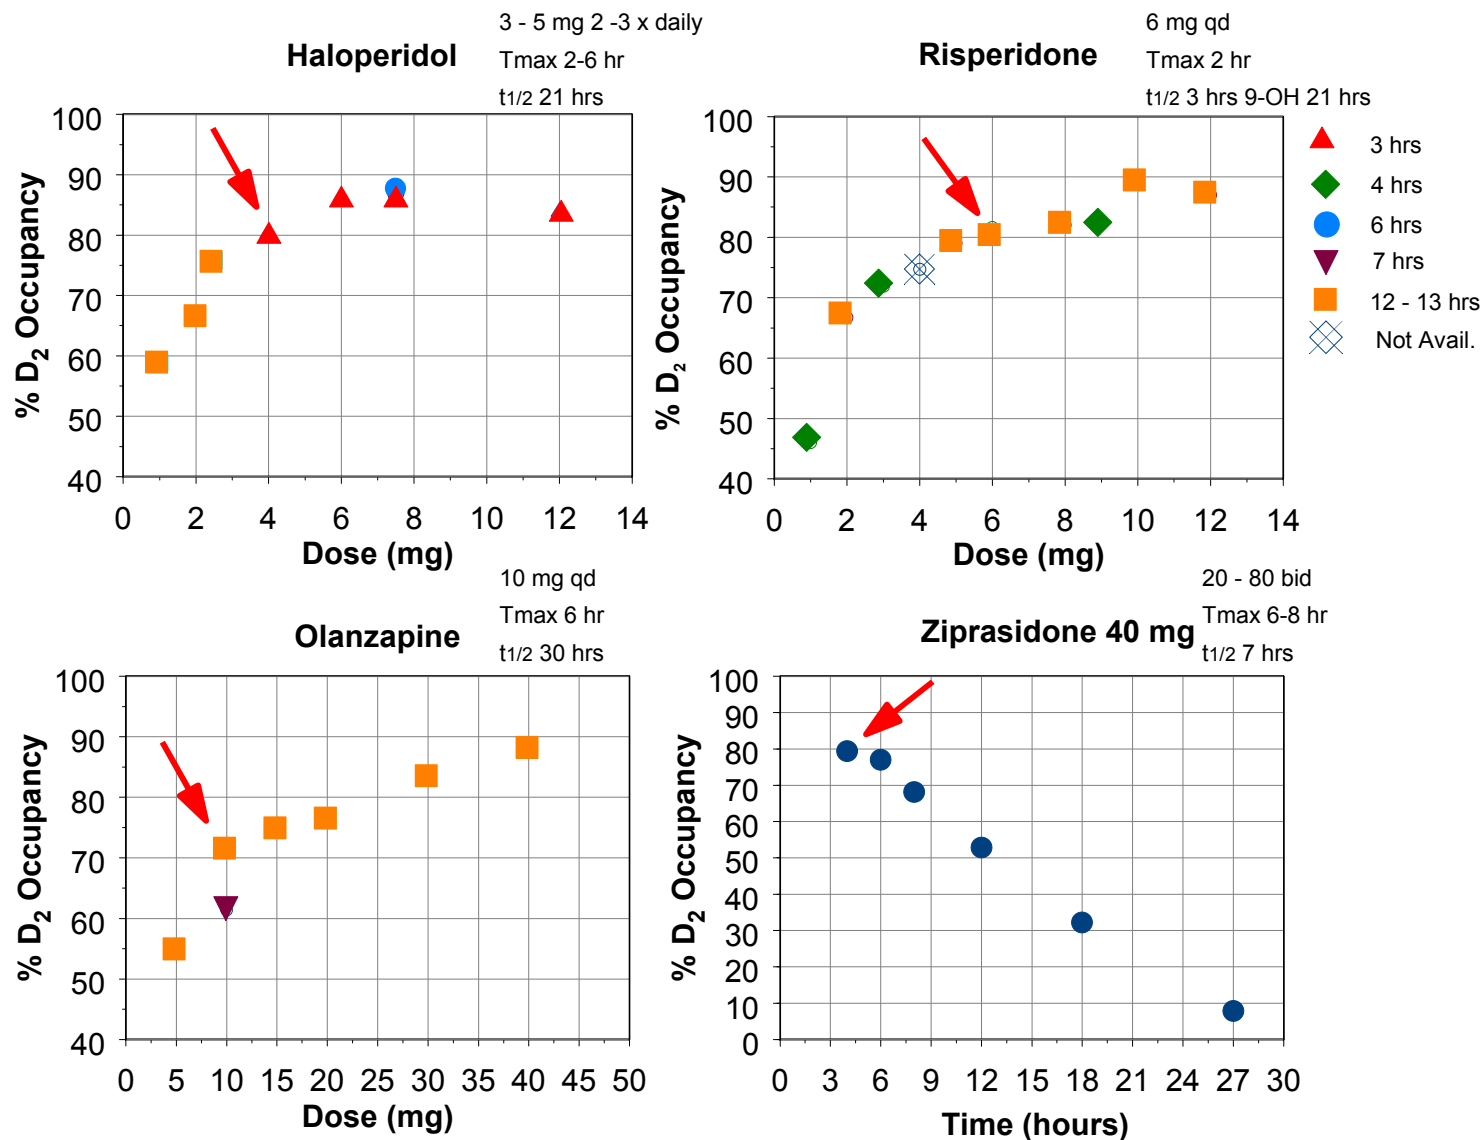 Haloperidol
3 - 5 mg 2 -3 x daily
Tmax 2-6 hr
t1/2 21 hrs
% D2 Occupancy
100
90
80
70
60
50
40
0 2 4 6 8 10 12 14
Dose (mg)
Risperidone
6 mg qd
Tmax 2 hr
t1/2 3 hrs 9-OH 21 hrs
% D2 Occupancy
100
90
80
70
60
50
40
0 2 4 6 8 10 12 14
Dose (mg)
3 hrs
4 hrs
6 hrs
7 hrs
12 - 13 hrs
Not Avail.
Olanzapine
10 mg qd
Tmax 6 hr
t1/2 30 hrs
% D2 Occupancy
100
90
80
70
60
50
40
0 5 10 15 20 25 30 35 40 45 50
Dose (mg)
Ziprasidone 40 mg
20 - 80 bid
Tmax 6-8 hr
t1/2 7 hrs
% D2 Occupancy
100
90
80
70
60
50
40
30
20
10
0
0 3 6 9 12 15 18 21 24 27 30
Time (hours)